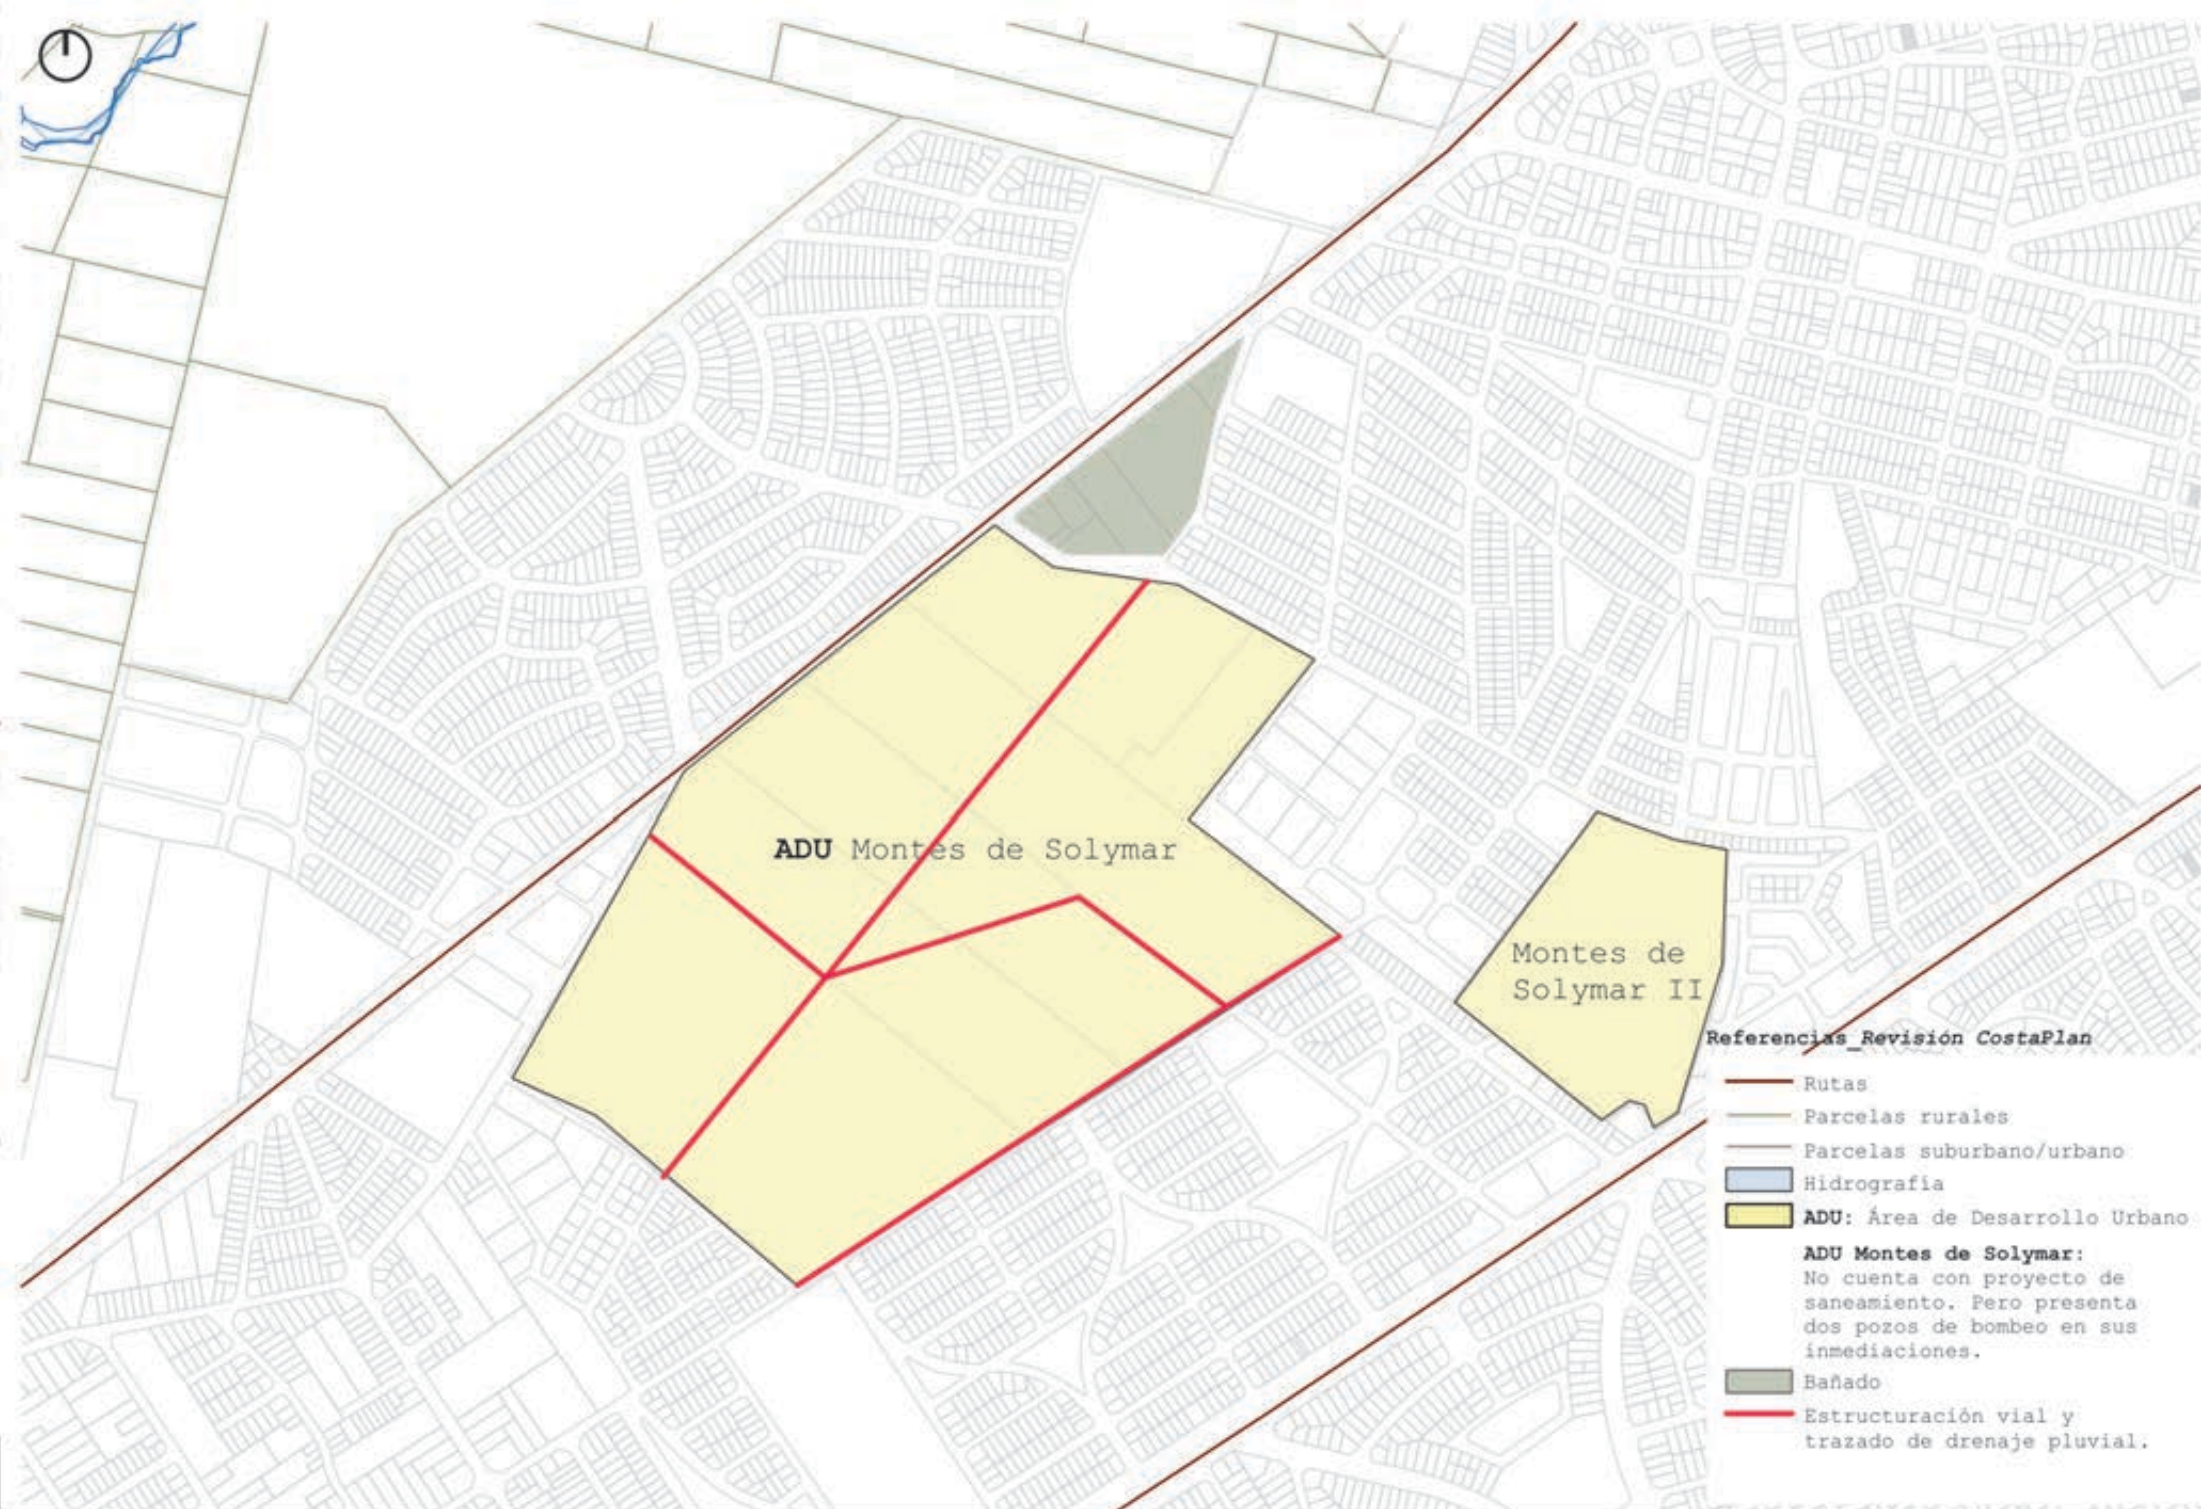 ADU Montes de Solymar
Montes de
Solymar II
Referencias_Revisión CostaPlan
Rutas
Parcelas rurales
Parcelas suburbano/urbano
Hidrografía
ADU: Área de Desarrollo Urbano
ADU Montes de Solymar:
No cuenta con proyecto de
saneamiento. Pero presenta
dos pozos de bombeo en sus
inmediaciones.
Bañado
Estructuración vial y
trazado de drenaje pluvial.